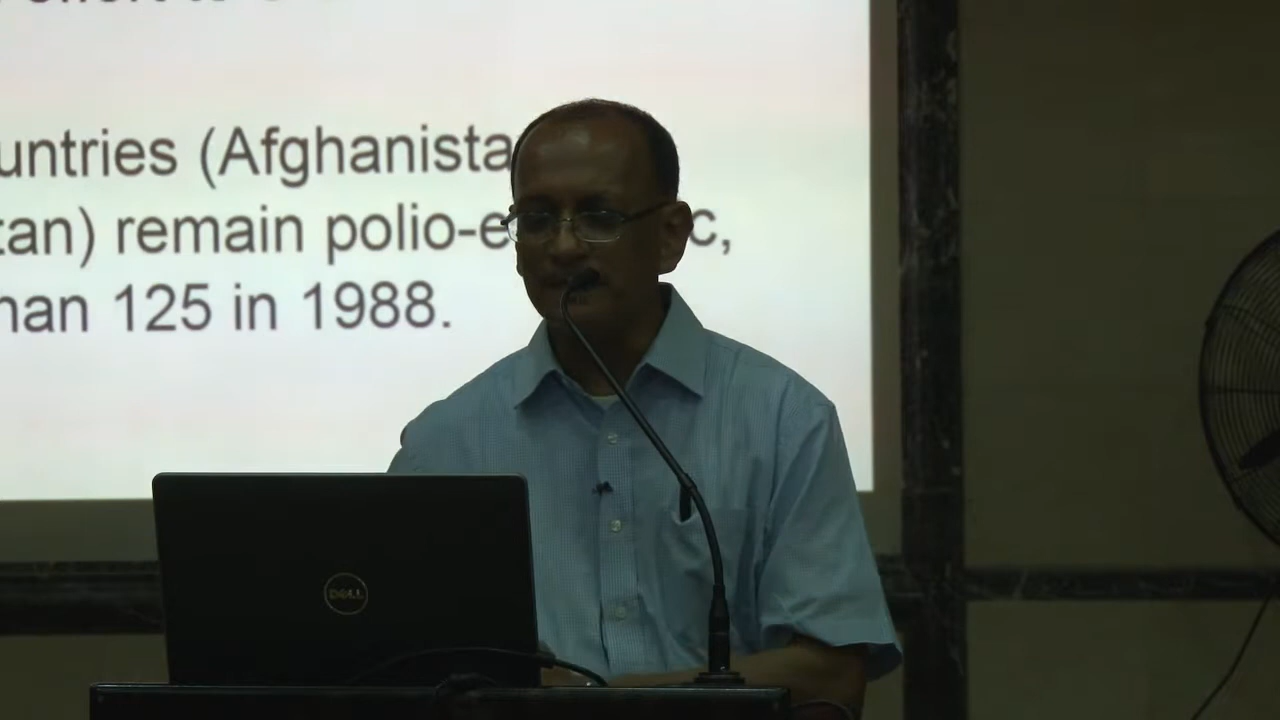 untries (Afghanista
tan) remain polio-e c,
han 125 in 1988.
DELL